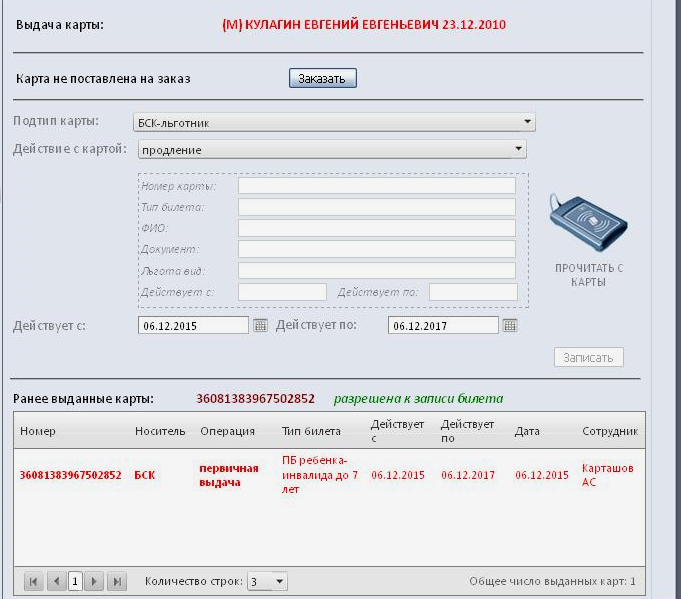 Выдача карты: (М) КУЛАГИН ЕВГЕНИЙ ЕВГЕНЬЕВИЧ 23.12.2010
Карта не поставлена на заказ Заказать
Подтип карты: БСК-льготник
Действие с картой: продление
Номер карты:
Тип билета:
ФИО:
Документ:
Льгота вид:
Действует с: Действует по:
ПРОЧИТАТЬ С
КАРТЫ
Действует с: 06.12.2015 Действует по: 06.12.2017
Записать
Ранее выданные карты: 36081383967502852 разрешена к записи билета
Номер Носитель Операция Тип билета Действует с Действует по Дата Сотрудник
36081383967502852 БСК первичная выдача ПБ ребенка-инвалида до 7 лет 06.12.2015 06.12.2017 06.12.2015 Карташов АС
1 Количество строк: 3 Общее число выданных карт: 1